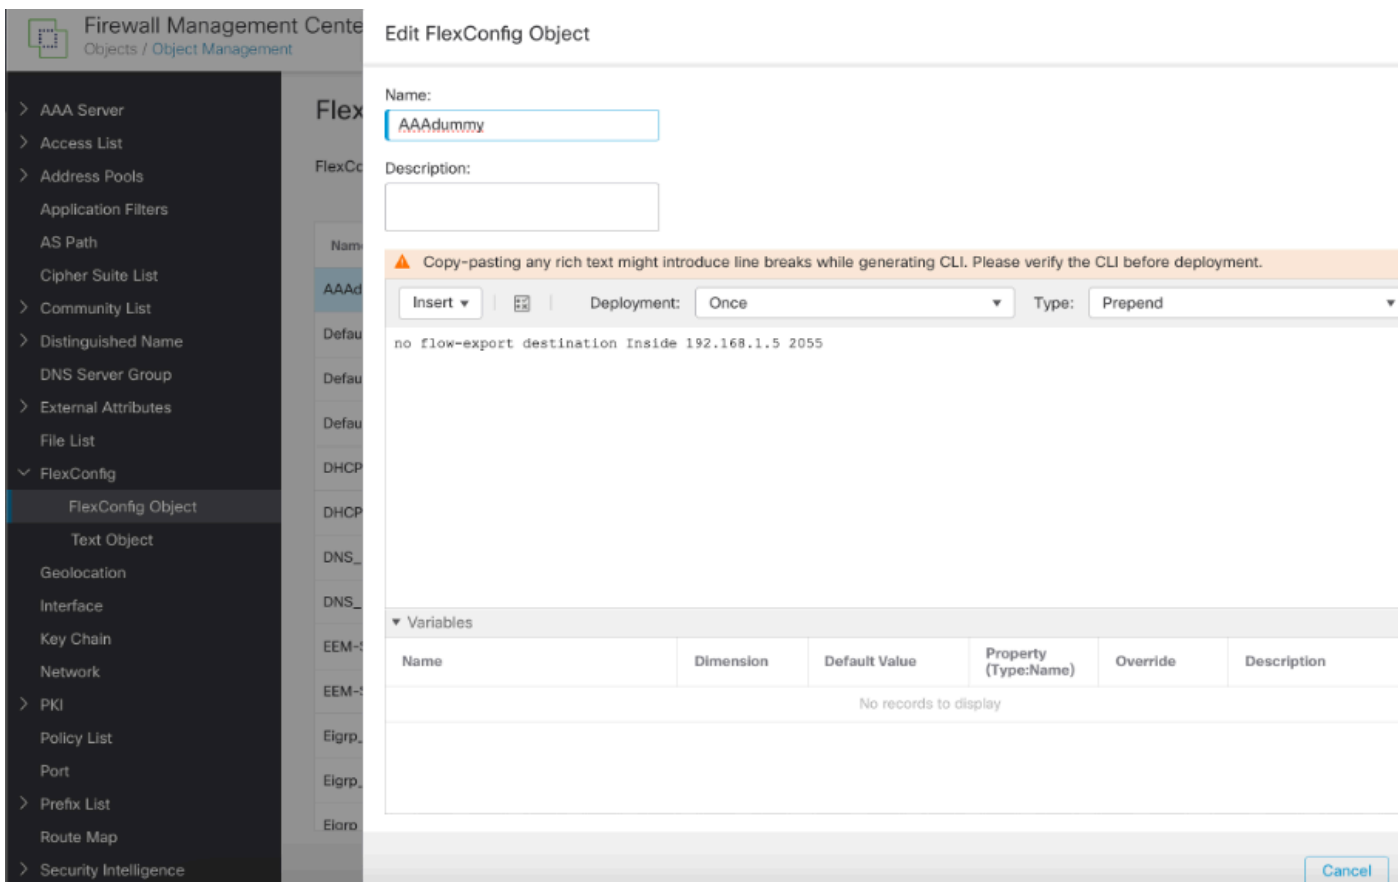 Firewall Management Cente
Objects / Object Management
AAA Server
Access List
Address Pools
Application Filters
AS Path
Cipher Suite List
Community List
Distinguished Name
DNS Server Group
External Attributes
File List
FlexConfig
FlexConfig Object
Text Object
Geolocation
Interface
Key Chain
Network
PKI
Policy List
Port
Prefix List
Route Map
Security Intelligence
Flex
FlexCo
Nam
AAAd
Defau
Defau
Defau
DHCP
DHCP
DNS_
DNS_
EEM-S
EEM-S
Eigrp_
Eigrp_
Eigrp
Edit FlexConfig Object
Name:
AAAdummy
Description:
Copy-pasting any rich text might introduce line breaks while generating CLI. Please verify the CLI before deployment.
Insert Deployment: Once Type: Prepend
no flow-export destination Inside 192.168.1.5 2055
Variables
Name Dimension Default Value Property (Type:Name) Override Description
No records to display
Cancel